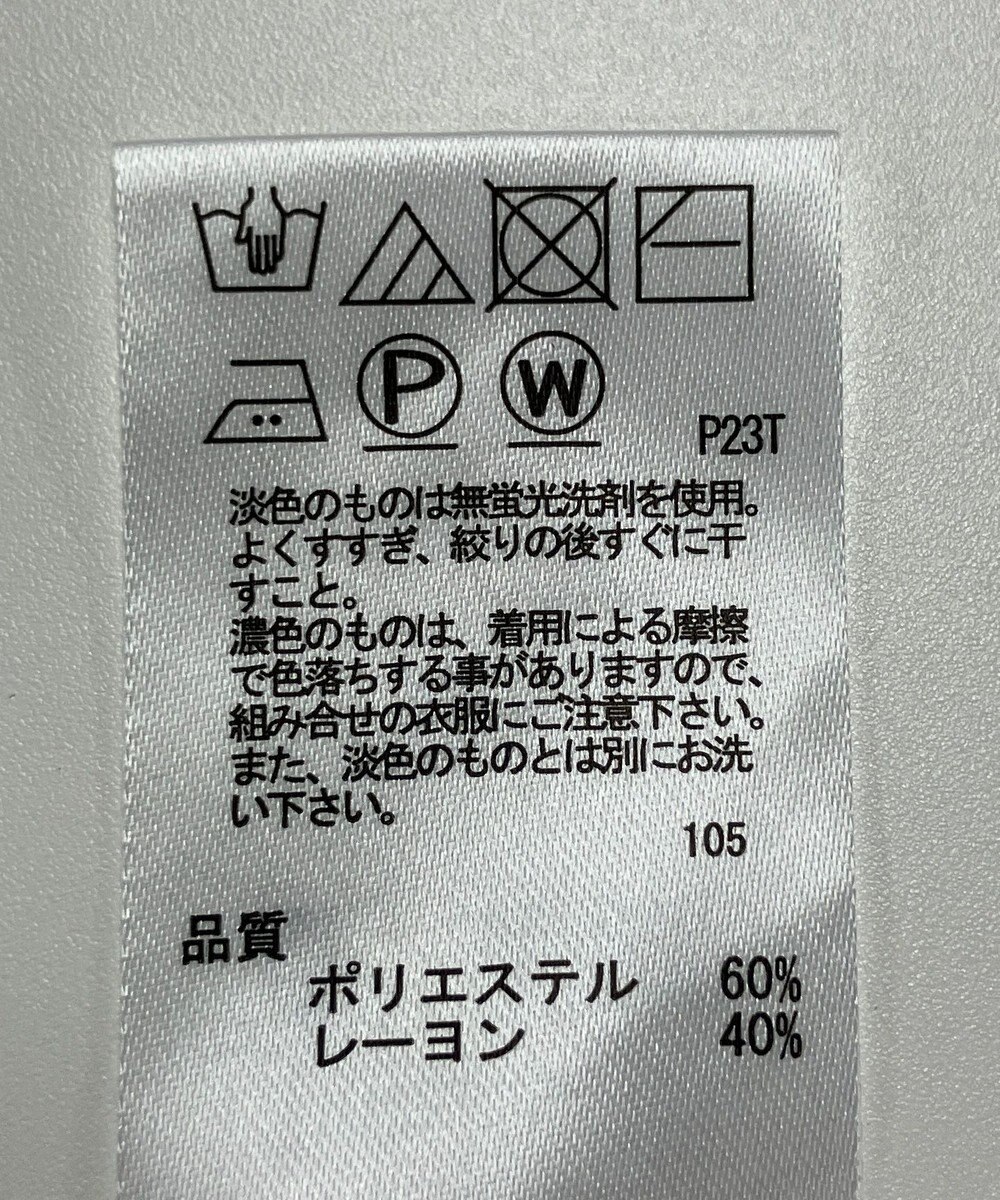 P
W
P23T
淡色のものは無蛍光洗剤を使用。
よくすすぎ、絞りの後すぐに干
すこと。
濃色のものは、着用による摩擦
で色落ちする事がありますので、
組み合せの衣服にご注意下さい。
また、淡色のものとは別にお洗
い下さい。
105
品質
ポリエステル 60%
レーヨン 40%